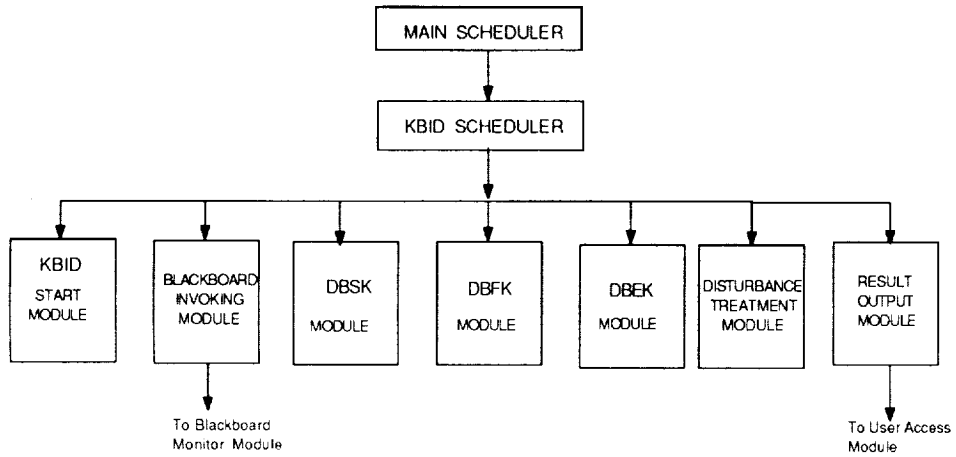 MAIN SCHEDULER
KBID SCHEDULER
KBID
START
MODULE
BLACKBOARD
INVOKING
MODULE
DBSK
MODULE
DBFK
MODULE
DBEK
MODULE
DISTURBANCE
TREATMENT
MODULE
RESULT
OUTPUT
MODULE
To Blackboard
Monitor Module
To User Access
Module